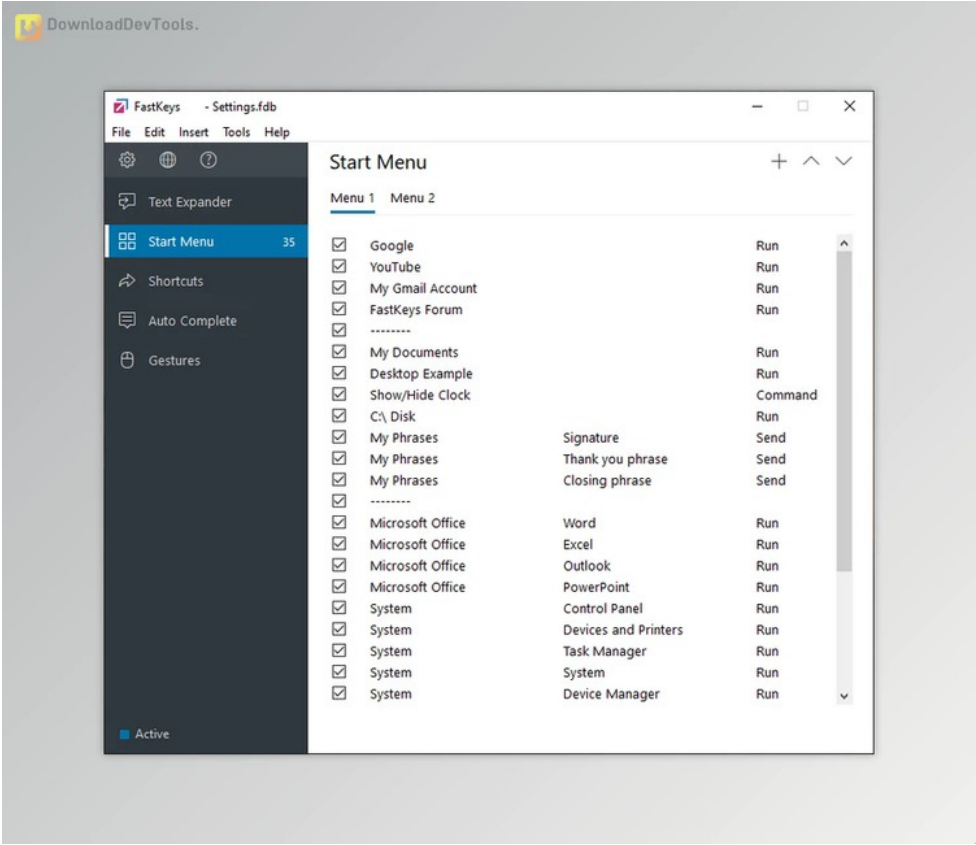 DownloadDevTools.
FastKeys - Settings.fdb
File Edit Insert Tools Help
Start Menu
Menu 1 Menu 2
Text Expander
Start Menu 35
Shortcuts
Auto Complete
Gestures
Active
Google Run
YouTube Run
My Gmail Account Run
FastKeys Forum Run
--------
My Documents Run
Desktop Example Run
Show/Hide Clock Command
C:\ Disk Run
My Phrases Signature Send
My Phrases Thank you phrase Send
My Phrases Closing phrase Send
--------
Microsoft Office Word Run
Microsoft Office Excel Run
Microsoft Office Outlook Run
Microsoft Office PowerPoint Run
System Control Panel Run
System Devices and Printers Run
System Task Manager Run
System System Run
System Device Manager Run